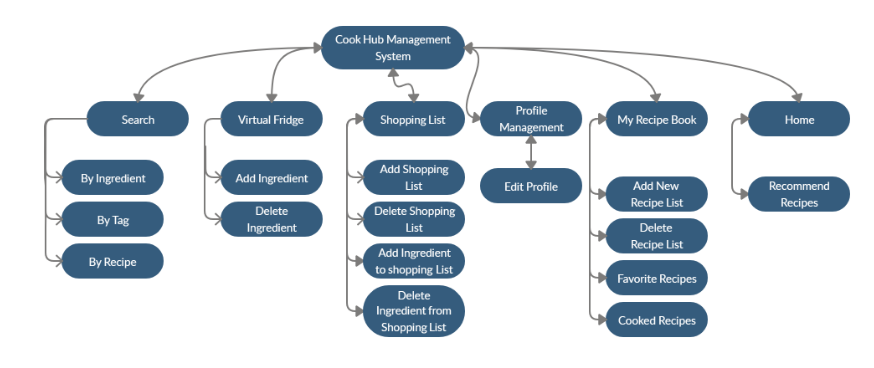 Cook Hub Management
System
Search
Virtual Fridge
Shopping List
Profile
Management
My Recipe Book
Home
By Ingredient
By Tag
By Recipe
Add Ingredient
Delete
Ingredient
Add Shopping
List
Delete Shopping
List
Add Ingredient
to shopping List
Delete
Ingredient from
Shopping List
Edit Profile
Add New
Recipe List
Delete
Recipe List
Favorite Recipes
Cooked Recipes
Recommend
Recipes